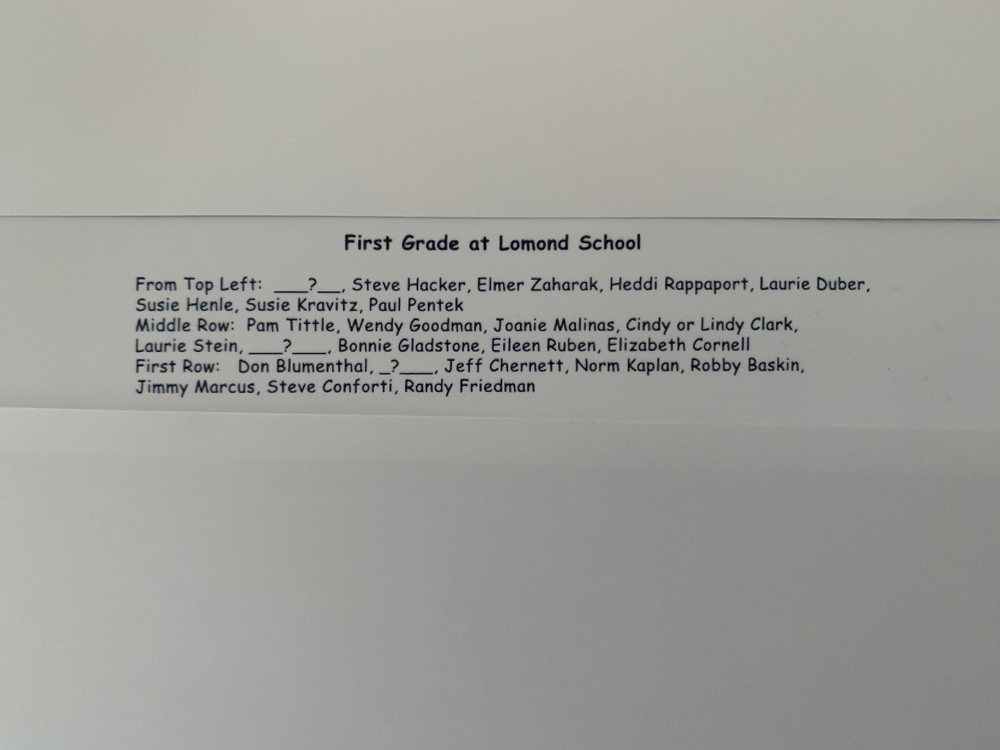 First Grade at Lomond School
From Top Left: ___?__, Steve Hacker, Elmer Zaharak, Heddi Rappaport, Laurie Duber,
Susie Henle, Susie Kravitz, Paul Pentek
Middle Row: Pam Tittle, Wendy Goodman, Joanie Malinas, Cindy or Lindy Clark,
Laurie Stein, ___?___, Bonnie Gladstone, Eileen Ruben, Elizabeth Cornell
First Row: Don Blumenthal, _?___, Jeff Chernett, Norm Kaplan, Robby Baskin,
Jimmy Marcus, Steve Conforti, Randy Friedman